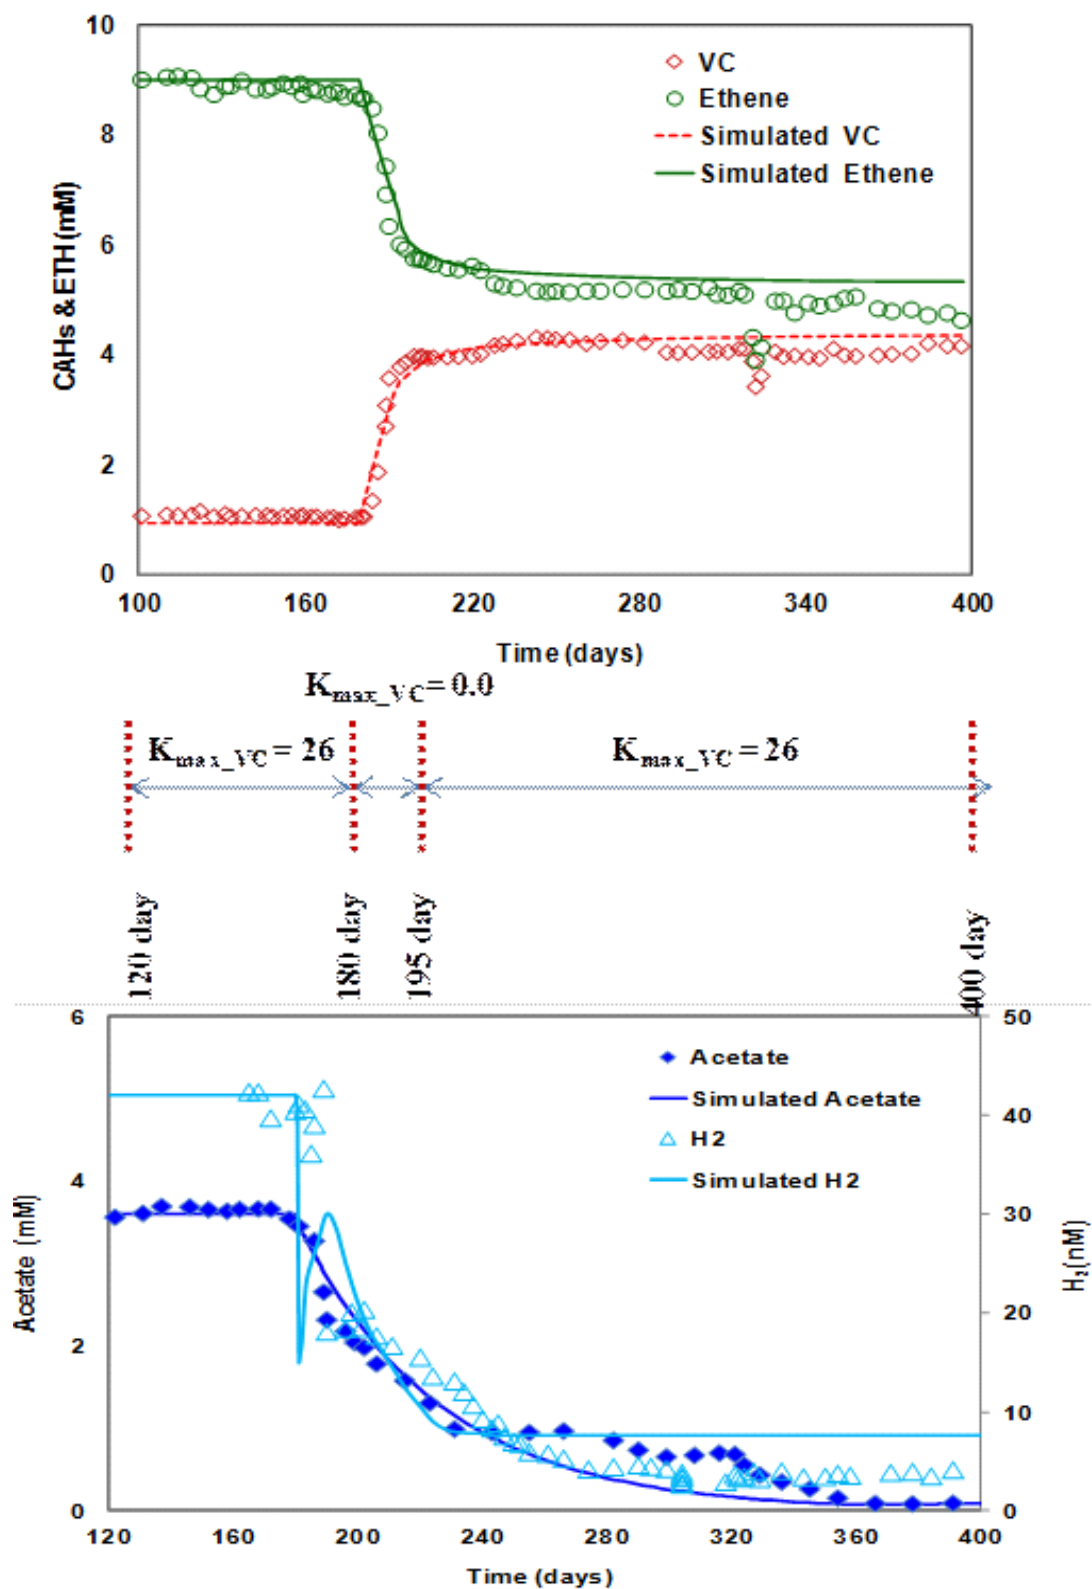 10
8
6
4
2
0
CAHs & ETH (mM)
VC
Ethene
Simulated VC
Simulated Ethene
100 160 220 280 340 400
Time (days)
Kmax_VC = 0.0
Kmax_VC = 26 Kmax_VC = 26
120 day 180 day 195 day 400 day
6
4
2
0
Acetate (mM)
Acetate
Simulated Acetate
H2
Simulated H2
50
40
30
20
10
0
H₂(nM)
120 160 200 240 280 320 360 400
Time (days)